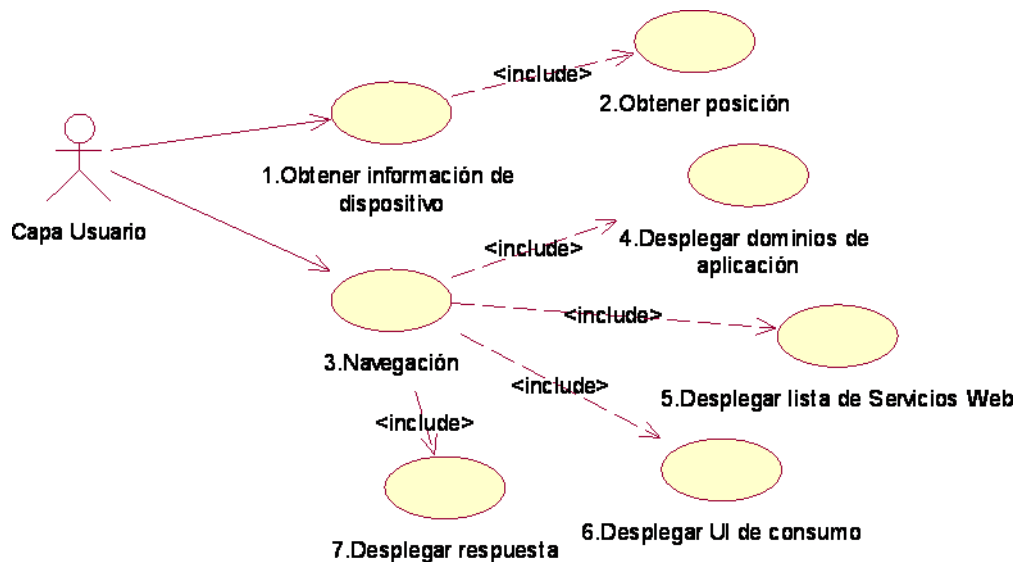 <include>
2.Obtener posición
1.Obtener información de
dispositivo
Capa Usuario
<include>
4.Desplegar dominios de
aplicación
<include>
3.Navegación
<include>
5.Desplegar lista de Servicios Web
<include>
6.Desplegar UI de consumo
7.Desplegar respuesta